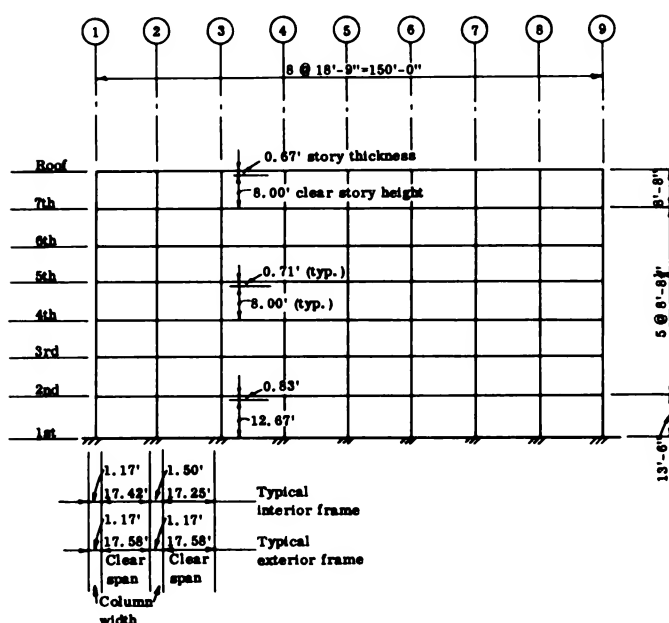 1 2 3 4 5 6 7 8 9
8 @ 18'-9"=150'-0"
Roof
0.67' story thickness
8.00' clear story height
8'-8"
7th
6th
5th
0.71' (typ.)
8.00' (typ.)
5 @ 8'-8½"
4th
3rd
2nd
0.83'
12.67'
13'-6"
1st
1.17' 1.50'
17.42' 17.25' Typical
interior frame
1.17' 1.17'
17.58' 17.58' Typical
exterior frame
Clear Clear
span span
Column
width